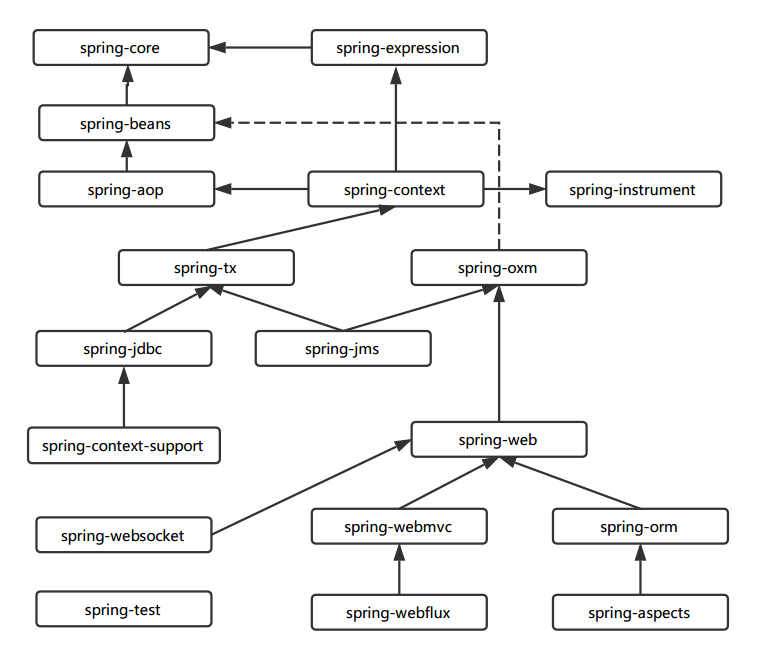 spring-core
spring-expression
spring-beans
spring-aop
spring-context
spring-instrument
spring-tx
spring-oxm
spring-jdbc
spring-jms
spring-context-support
spring-web
spring-websocket
spring-webmvc
spring-orm
spring-test
spring-webflux
spring-aspects